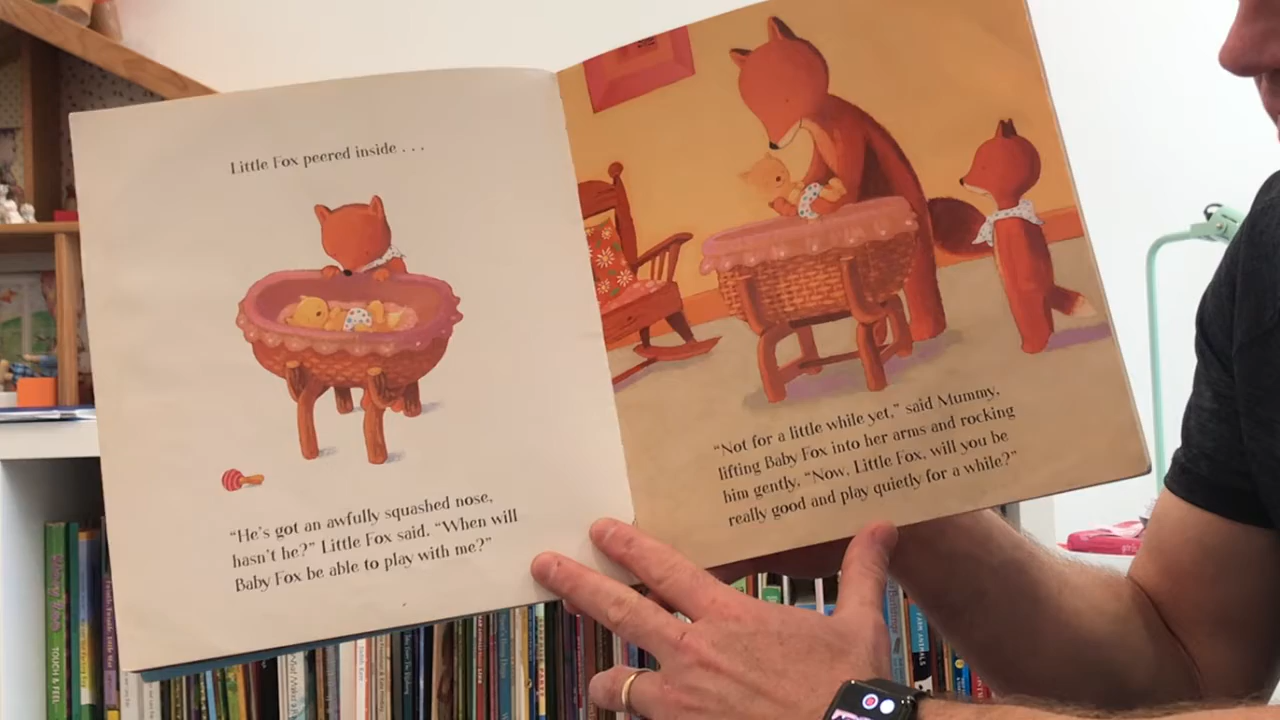 Little Fox peered inside . . .
“He’s got an awfully squashed nose,
hasn’t he?” Little Fox said. “When will
Baby Fox be able to play with me?”
“Not for a little while yet,” said Mummy,
lifting Baby Fox into her arms and rocking
him gently. “Now, Little Fox, will you be
really good and play quietly for a while?”
TOUCH & FEEL
FARM ANIMALS